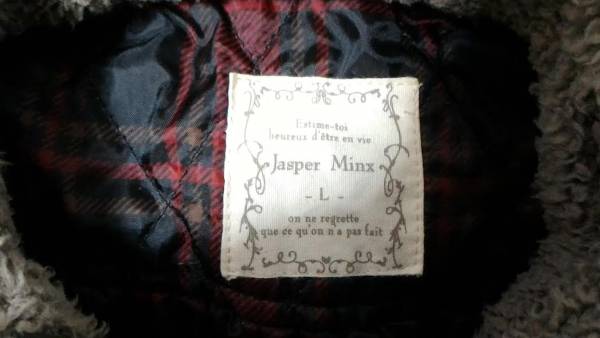 Estime-toi
heureux d'être en vie
Jasper Minx
- L -
on ne regrette
que ce qu'on n a pas fait